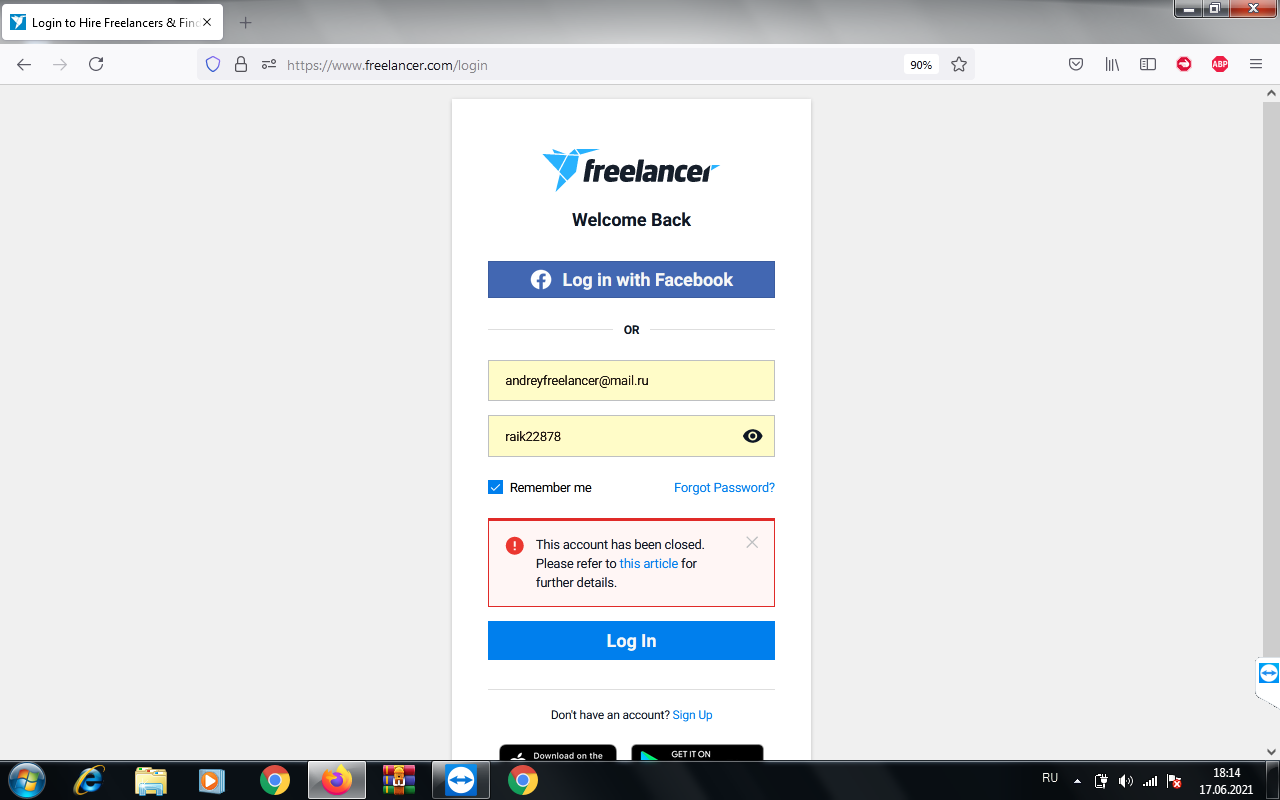 Login to Hire Freelancers & Find
https://www.freelancer.com/login
90%
ABP
freelancer
Welcome Back
Log in with Facebook
OR
andreyfreelancer@mail.ru
raik22878
Remember me
Forgot Password?
This account has been closed.
Please refer to this article for
further details.
Log In
Don't have an account? Sign Up
Download on the
GET IT ON
RU
18:14
17.06.2021